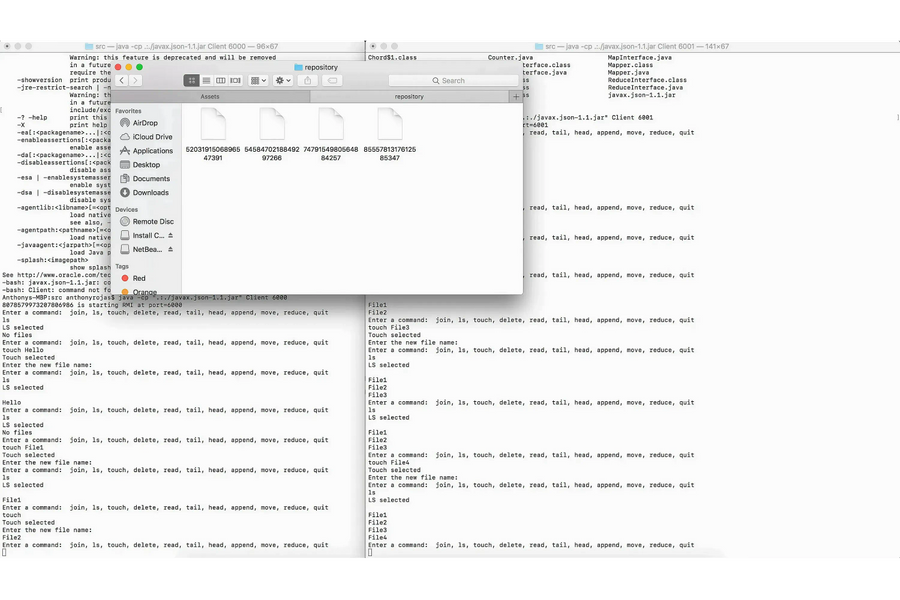 src — java -cp .:./javax.json-1.1.jar Client 6000 — 96×67
Warning: this feature is deprecated and will be removed
in a future
require the
-showversion print produ
-jre-restrict-search | -n
Warning: th
in a future
include/exc
-? -help print this
-X print help
-ea[:<packagename>...|:<c
-enableassertions[:<packa
enable asse
-da[:<packagename>...|:<c
-disableassertions[:<pack
disable ass
-esa | -enablesystemasser
enable syst
-dsa | -disablesystemasse
disable sys
-agentlib:<libname>[=<opt
load native
see also, -
-agentpath:<pathname>[=<o
load native
-javaagent:<jarpath>[=<op
load Java p
-splash:<imagepath>
show splash
See http://www.oracle.com/tec
-bash: javax.json-1.1.jar: co
-bash: Client: command not fo
Anthonys-MBP:src anthonyrojas$ java -cp ".:./javax.json-1.1.jar" Client 6000
8078579973207806986 is starting RMI at port=6000
Enter a command: join, ls, touch, delete, read, tail, head, append, move, reduce, quit
ls
LS selected
No files
Enter a command: join, ls, touch, delete, read, tail, head, append, move, reduce, quit
touch Hello
Touch selected
Enter the new file name:
Enter a command: join, ls, touch, delete, read, tail, head, append, move, reduce, quit
ls
LS selected
Hello
Enter a command: join, ls, touch, delete, read, tail, head, append, move, reduce, quit
ls
LS selected
No files
Enter a command: join, ls, touch, delete, read, tail, head, append, move, reduce, quit
touch File1
Touch selected
Enter the new file name:
Enter a command: join, ls, touch, delete, read, tail, head, append, move, reduce, quit
ls
LS selected
File1
Enter a command: join, ls, touch, delete, read, tail, head, append, move, reduce, quit
touch
Touch selected
Enter the new file name:
File2
Enter a command: join, ls, touch, delete, read, tail, head, append, move, reduce, quit
repository
Search
Assets
repository
+
Favorites
AirDrop
iCloud Drive
Applications
Desktop
Documents
Downloads
Devices
Remote Disc
Install C...
NetBea...
Tags
Red
Orange
52031915068965 54584702188492 74791549805648 85557813176125
47391 97266 84257 85347
src — java -cp .:./javax.json-1.1.jar Client 6001 — 141×67
Chord$1.class Counter.java MapInterface.java
terface.class Mapper.class
terface.java Mapper.java
ReduceInterface.class
ReduceInterface.java
javax.json-1.1.jar
.:./javax.json-1.1.jar" Client 6001
t=6001
, read, tail, head, append, move, reduce, quit
, read, tail, head, append, move, reduce, quit
, read, tail, head, append, move, reduce, quit
, read, tail, head, append, move, reduce, quit
File1
File2
Enter a command: join, ls, touch, delete, read, tail, head, append, move, reduce, quit
touch File3
Touch selected
Enter the new file name:
Enter a command: join, ls, touch, delete, read, tail, head, append, move, reduce, quit
ls
LS selected
File1
File2
File3
Enter a command: join, ls, touch, delete, read, tail, head, append, move, reduce, quit
ls
LS selected
File1
File2
File3
Enter a command: join, ls, touch, delete, read, tail, head, append, move, reduce, quit
touch File4
Touch selected
Enter the new file name:
Enter a command: join, ls, touch, delete, read, tail, head, append, move, reduce, quit
ls
LS selected
File1
File2
File3
File4
Enter a command: join, ls, touch, delete, read, tail, head, append, move, reduce, quit